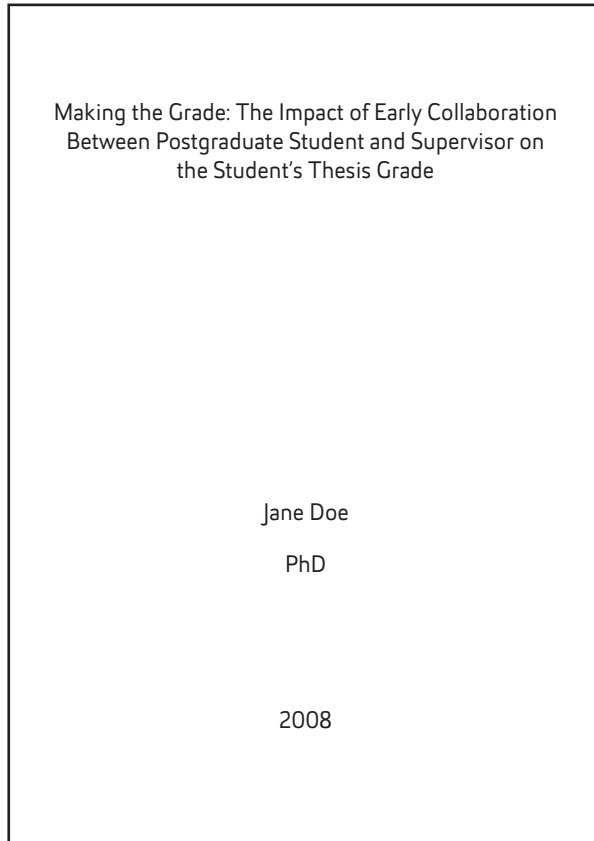 Making the Grade: The Impact of Early Collaboration
Between Postgraduate Student and Supervisor on
the Student’s Thesis Grade
Jane Doe
PhD
2008